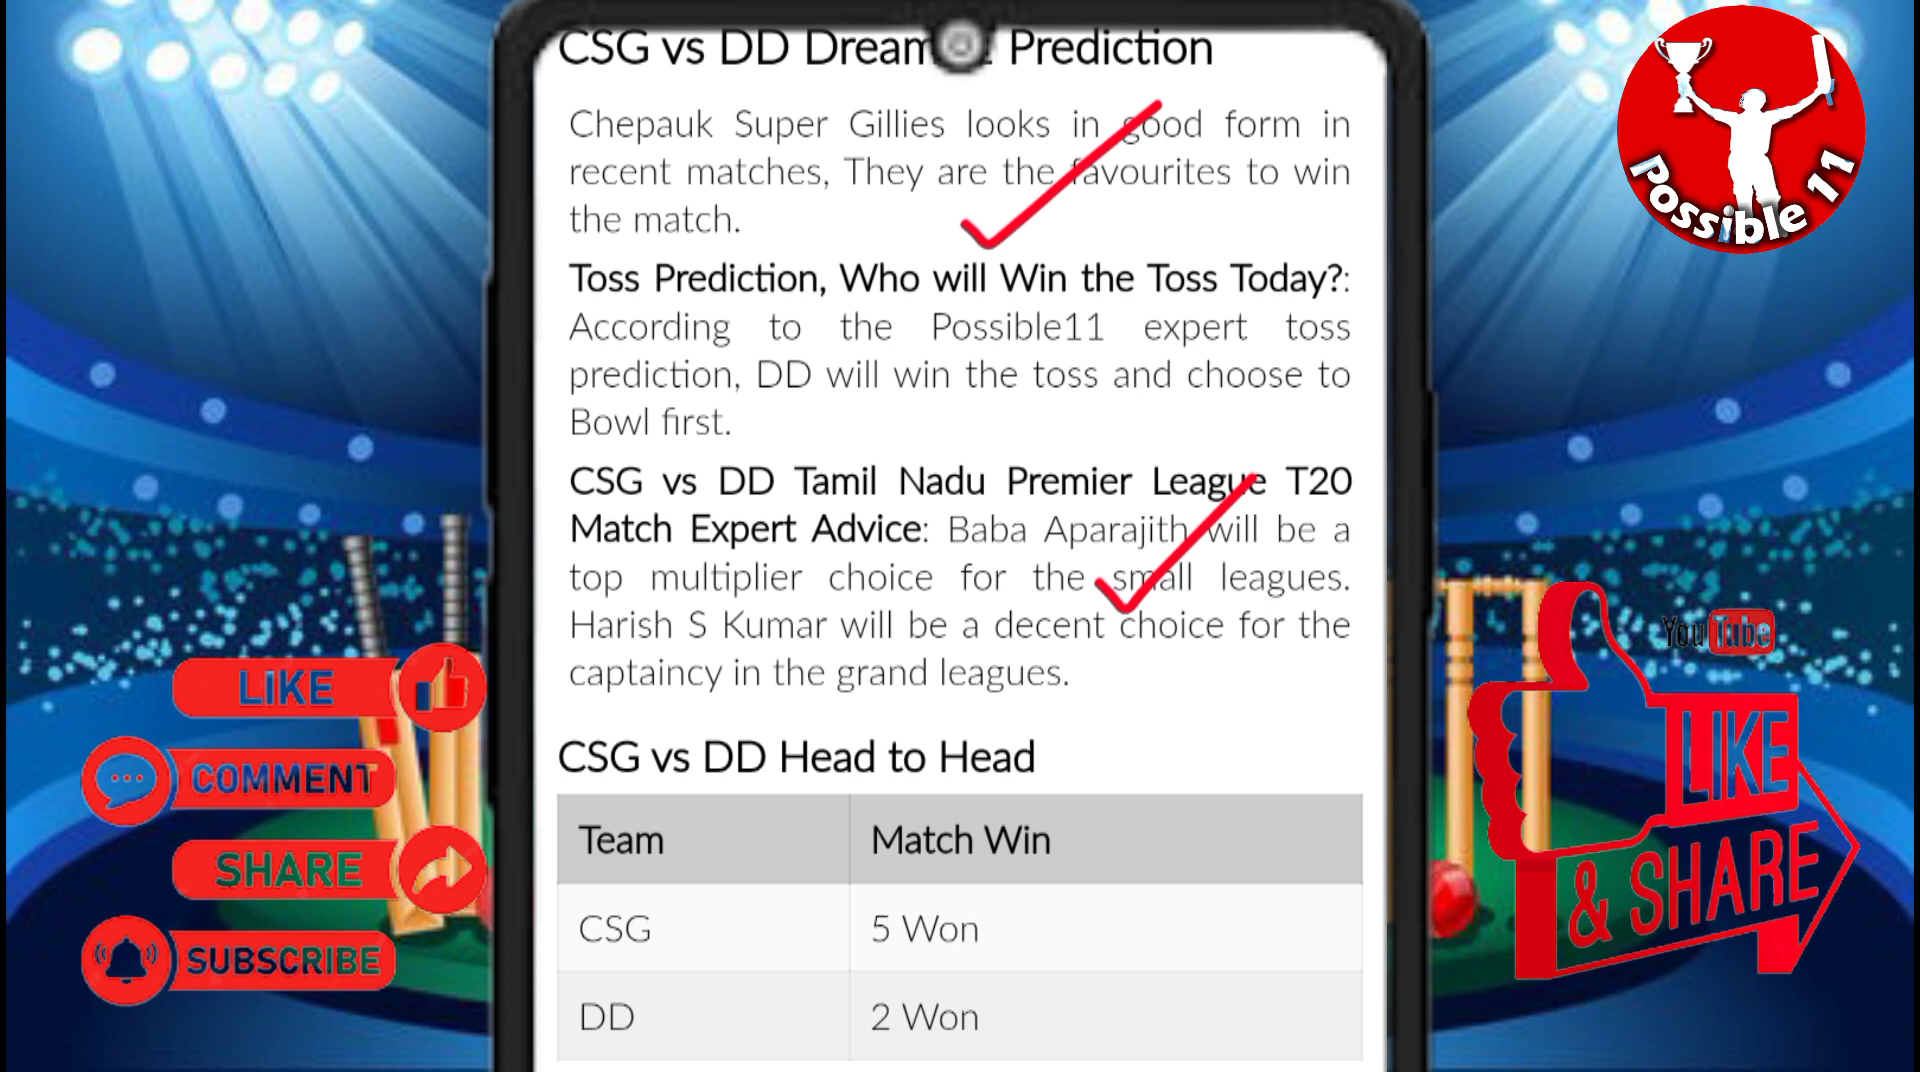 CSG vs DD Dream Prediction
Chepauk Super Gillies looks in good form in
recent matches, They are the favourites to win
the match.
Toss Prediction, Who will Win the Toss Today?:
According to the Possible11 expert toss
prediction, DD will win the toss and choose to
Bowl first.
CSG vs DD Tamil Nadu Premier League T20
Match Expert Advice: Baba Aparajith will be a
top multiplier choice for the small leagues.
Harish S Kumar will be a decent choice for the
captaincy in the grand leagues.
CSG vs DD Head to Head
Team Match Win
CSG 5 Won
DD 2 Won
Possible 11
LIKE
COMMENT
SHARE
SUBSCRIBE
YouTube
LIKE
& SHARE